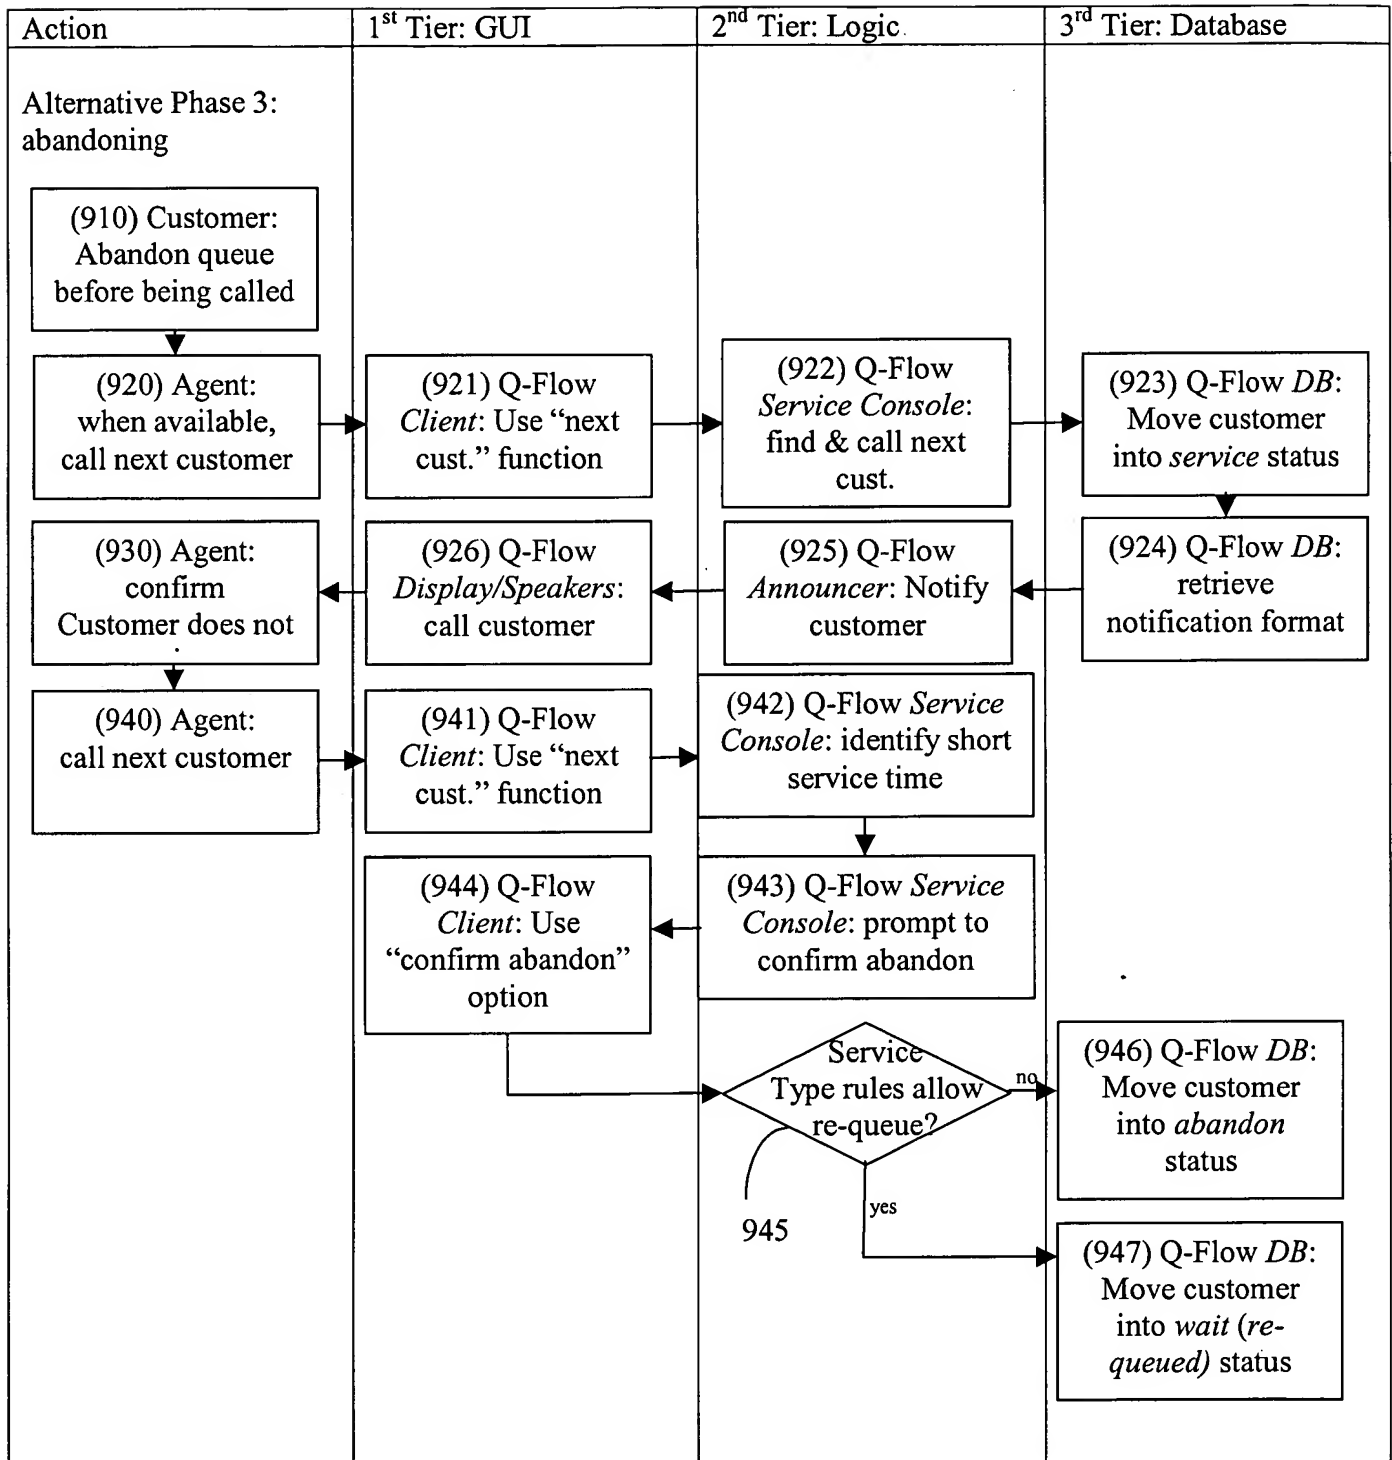 Action
1st Tier: GUI
2nd Tier: Logic
3rd Tier: Database
Alternative Phase 3:
abandoning
(910) Customer:
Abandon queue
before being called
(920) Agent:
when available,
call next customer
(921) Q-Flow
Client: Use “next
cust.” function
(922) Q-Flow
Service Console:
find & call next
cust.
(923) Q-Flow DB:
Move customer
into service status
(930) Agent:
confirm
Customer does not
(926) Q-Flow
Display/Speakers:
call customer
(925) Q-Flow
Announcer: Notify
customer
(924) Q-Flow DB:
retrieve
notification format
(940) Agent:
call next customer
(941) Q-Flow
Client: Use “next
cust.” function
(942) Q-Flow Service
Console: identify short
service time
(944) Q-Flow
Client: Use
“confirm abandon”
option
(943) Q-Flow Service
Console: prompt to
confirm abandon
Service
Type rules allow
re-queue?
no
yes
945
(946) Q-Flow DB:
Move customer
into abandon
status
(947) Q-Flow DB:
Move customer
into wait (re-
queued) status